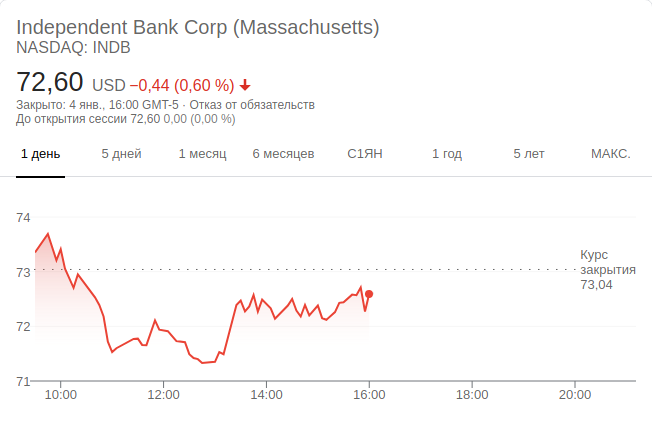 Independent Bank Corp (Massachusetts)
NASDAQ: INDB
72,60 USD −0,44 (0,60 %)
Закрыто: 4 янв., 16:00 GMT-5 · Отказ от обязательств
До открытия сессии 72,60 0,00 (0,00 %)
1 день 5 дней 1 месяц 6 месяцев С1ЯН 1 год 5 лет МАКС.
74
Курс
73 закрытия
73,04
72
71
10:00 12:00 14:00 16:00 18:00 20:00